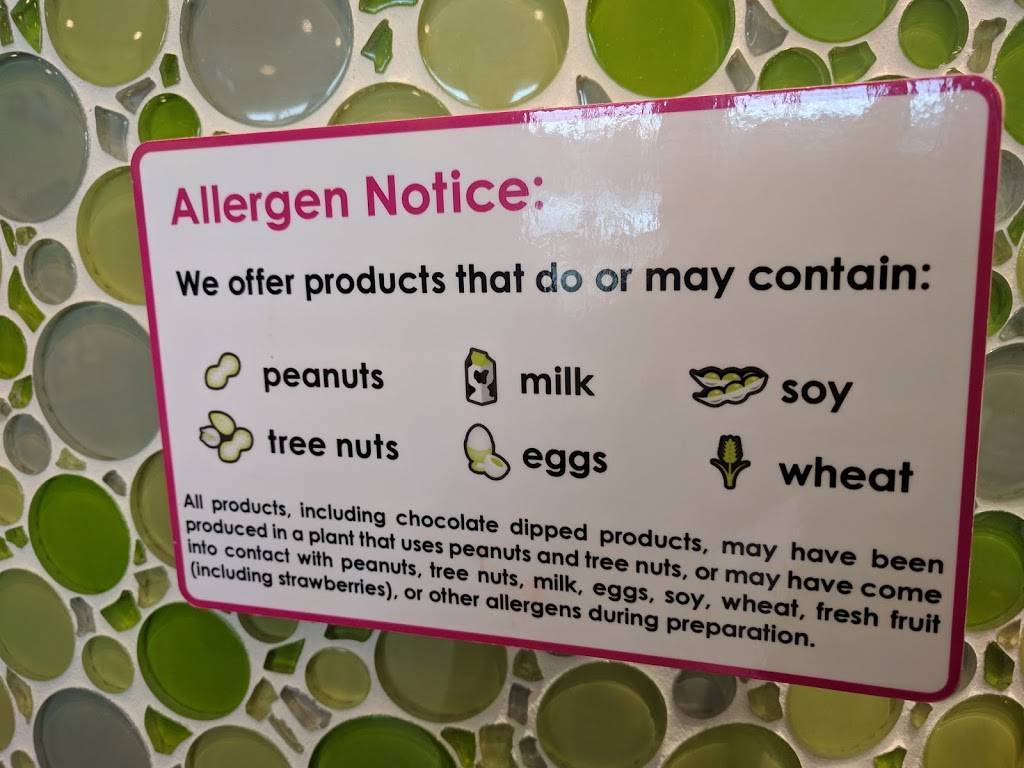 Allergen Notice:
We offer products that do or may contain:
peanuts
milk
soy
tree nuts
eggs
wheat
All products, including chocolate dipped products, may have been
produced in a plant that uses peanuts and tree nuts, or may have come
into contact with peanuts, tree nuts, milk, eggs, soy, wheat, fresh fruit
(including strawberries), or other allergens during preparation.